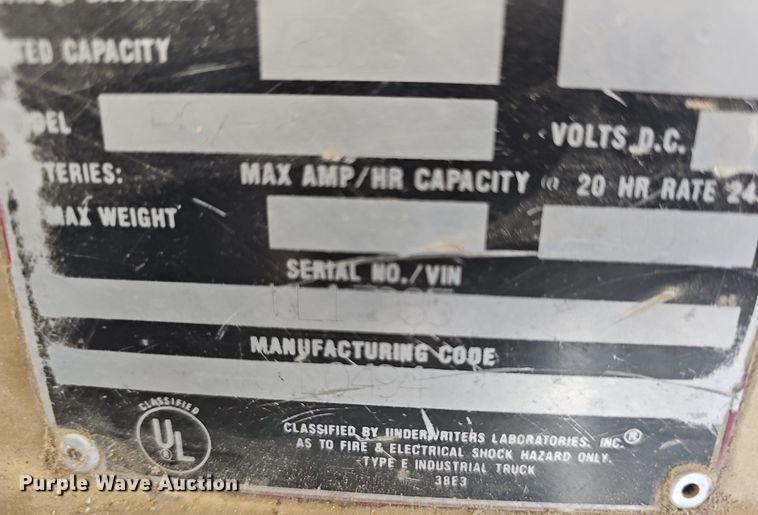 TED CAPACITY
DEL
VOLTS D.C.
TERIES: MAX AMP/HR CAPACITY @ 20 HR RATE 24
MAX WEIGHT
SERIAL NO./VIN
MANUFACTURING CODE
CLASSIFIED
UL
®
CLASSIFIED BY UNDERWRITERS LABORATORIES, INC.®
AS TO FIRE & ELECTRICAL SHOCK HAZARD ONLY.
TYPE E INDUSTRIAL TRUCK
38E3
Purple Wave Auction